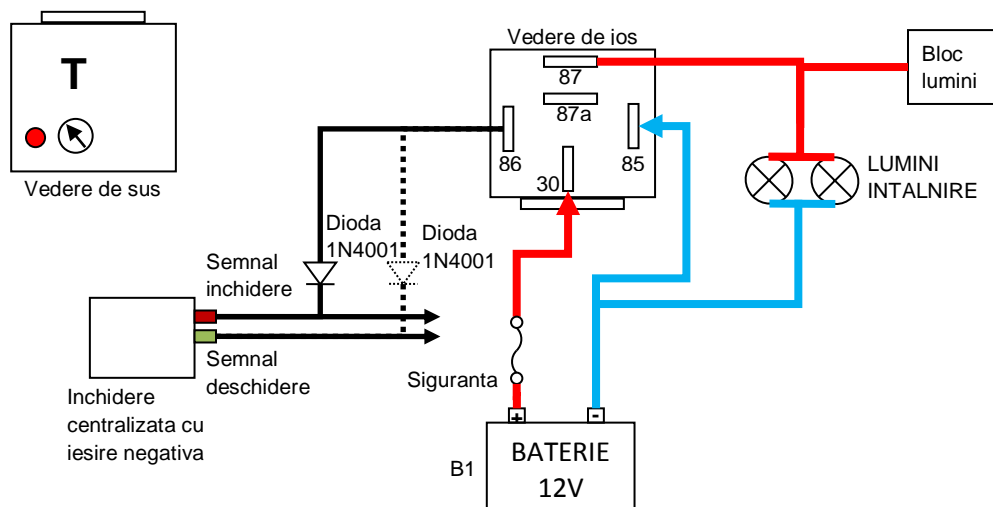 T
Vedere de sus
Vedere de jos
87
87a
86
85
30
Bloc
lumini
LUMINI
INTALNIRE
Dioda
1N4001
Dioda
1N4001
Semnal
inchidere
Semnal
deschidere
Inchidere
centralizata cu
iesire negativa
Siguranta
+
-
B1
BATERIE
12V